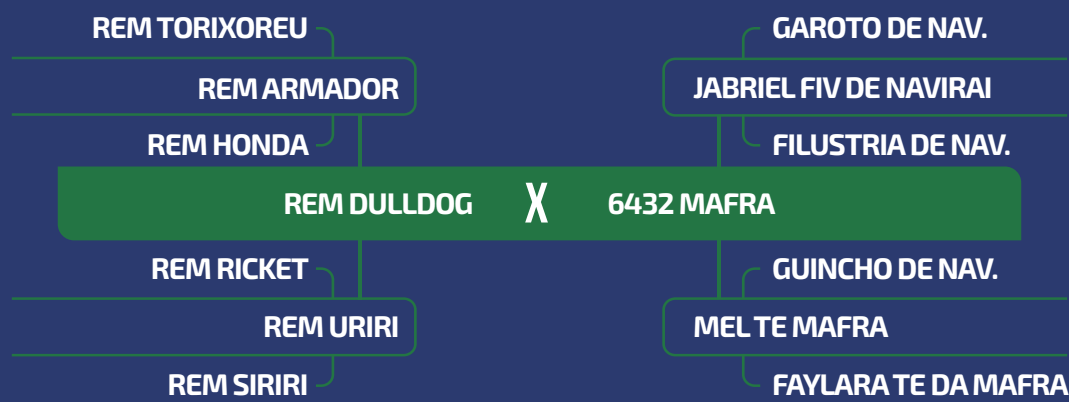 REM TORIXOREU
GAROTO DE NAV.
REM ARMADOR
JABRIEL FIV DE NAVIRAI
REM HONDA
FILUSTRIA DE NAV.
REM DULLDOG X 6432 MAFRA
REM RICKET
GUINCHO DE NAV.
REM URIRI
MEL TE MAFRA
REM SIRIRI
FAYLARA TE DA MAFRA